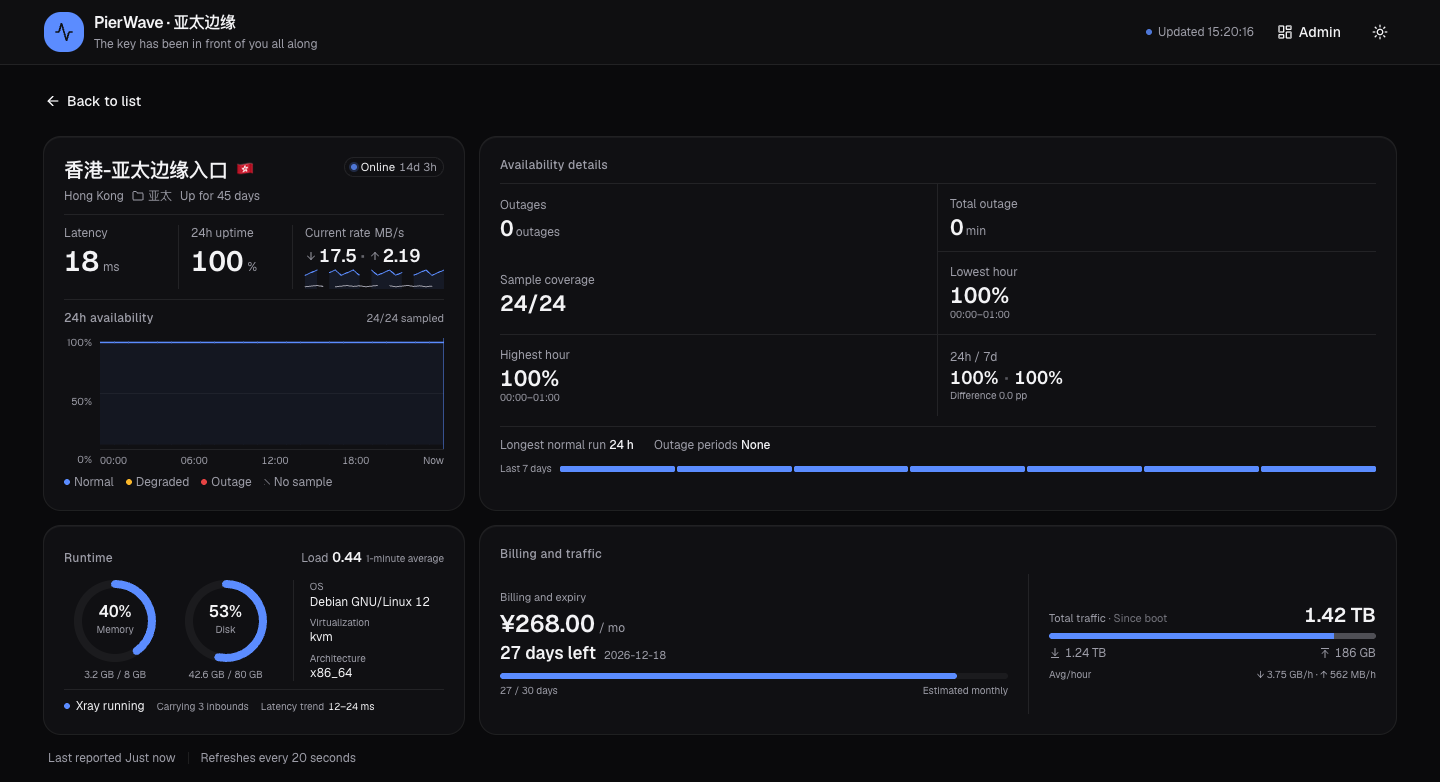 PierWave · 亚太边缘
The key has been in front of you all along
Updated 15:20:16
Admin
Back to list
香港-亚太边缘入口
Online 14d 3h
Hong Kong 亚太 Up for 45 days
Latency
18 ms
24h uptime
100 %
Current rate MB/s
↓ 17.5 · ↑ 2.19
24h availability
24/24 sampled
100%
50%
0%
00:00 06:00 12:00 18:00 Now
Normal Degraded Outage No sample
Availability details
Outages
0 outages
Total outage
0 min
Sample coverage
24/24
Lowest hour
100%
00:00–01:00
Highest hour
100%
00:00–01:00
24h / 7d
100% · 100%
Difference 0.0 pp
Longest normal run 24 h Outage periods None
Last 7 days
Runtime
Load 0.44 1-minute average
40%
Memory
3.2 GB / 8 GB
53%
Disk
42.6 GB / 80 GB
OS
Debian GNU/Linux 12
Virtualization
kvm
Architecture
x86_64
Xray running Carrying 3 inbounds Latency trend 12–24 ms
Billing and traffic
Billing and expiry
¥268.00 / mo
27 days left 2026-12-18
27 / 30 days
Estimated monthly
Total traffic · Since boot
1.42 TB
1.24 TB
186 GB
Avg/hour
↓ 3.75 GB/h · ↑ 562 MB/h
Last reported Just now
Refreshes every 20 seconds